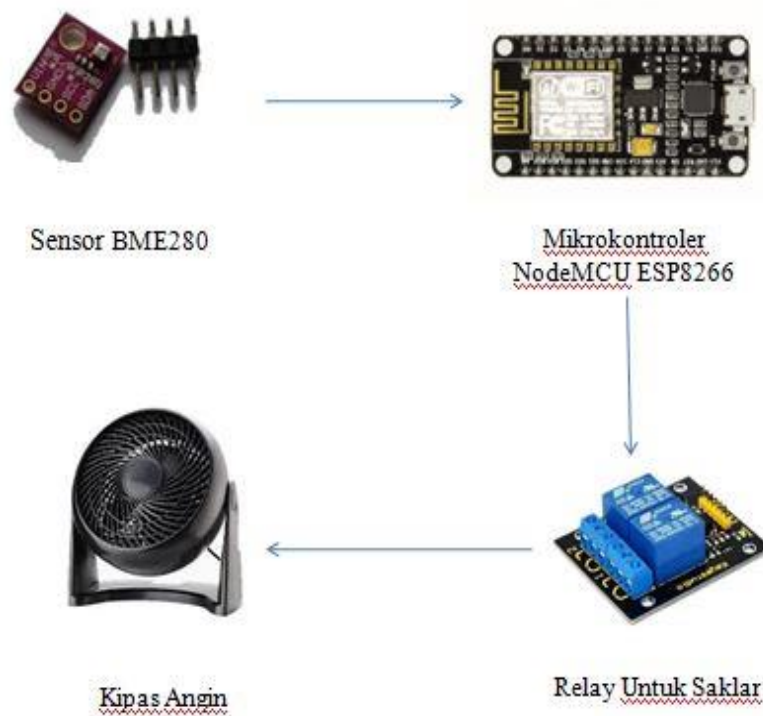 Sensor BME280
Mikrokontroler
NodeMCU ESP8266
Kipas Angin
Relay Untuk Saklar